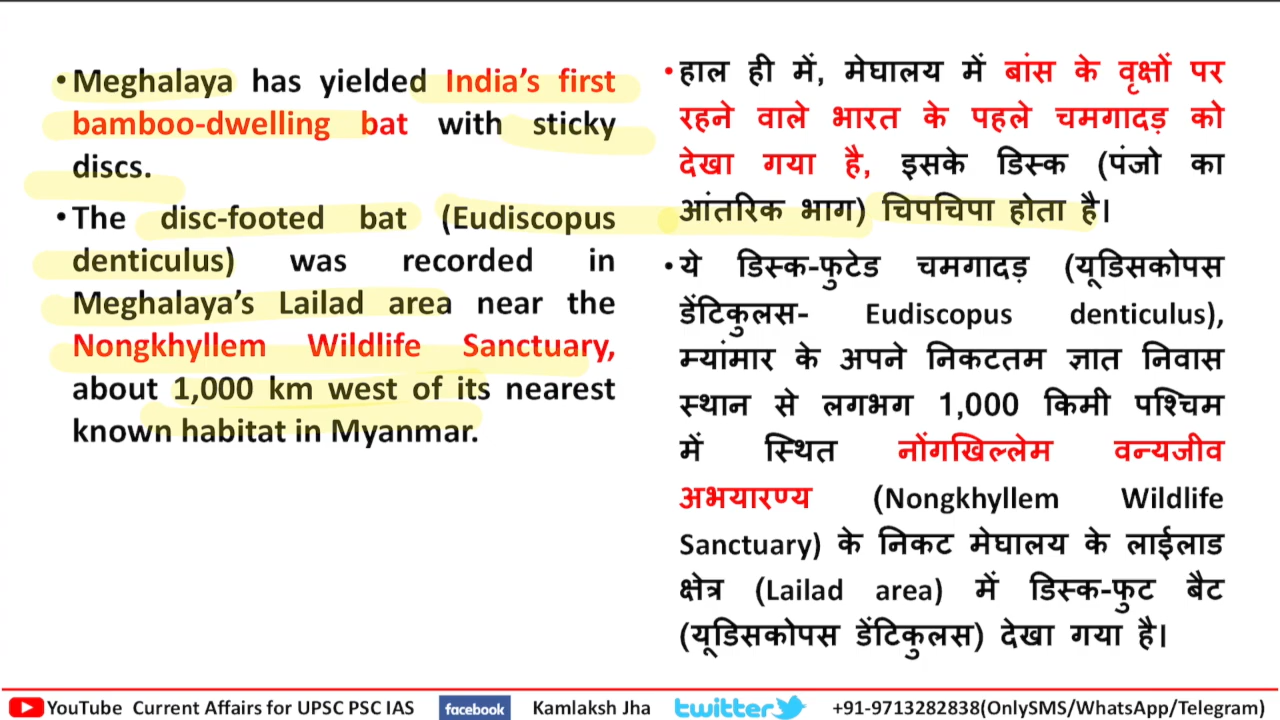 •Meghalaya has yielded India's first
bamboo-dwelling bat with sticky
discs.
•The disc-footed bat (Eudiscopus
denticulus) was recorded in
Meghalaya's Lailad area near the
Nongkhyllem Wildlife Sanctuary,
about 1,000 km west of its nearest
known habitat in Myanmar.
•हाल ही में, मेघालय में बांस के वृक्षों पर
रहने वाले भारत के पहले चमगादड़ को
देखा गया है, इसके डिस्क (पंजो का
आंतरिक भाग) चिपचिपा होता है।
•ये डिस्क-फुटेड चमगादड़ (यूडिसकोपस
डेंटिकुलस- Eudiscopus denticulus),
म्यांमार के अपने निकटतम ज्ञात निवास
स्थान से लगभग 1,000 किमी पश्चिम
में स्थित नोंगखिल्लेम वन्यजीव
अभयारण्य (Nongkhyllem Wildlife
Sanctuary) के निकट मेघालय के लाईलाड
क्षेत्र (Lailad area) में डिस्क-फुट बैट
(यूडिसकोपस डेंटिकुलस) देखा गया है।
YouTube Current Affairs for UPSC PSC IAS facebook Kamlaksh Jha twitter +91-9713282838(OnlySMS/WhatsApp/Telegram)